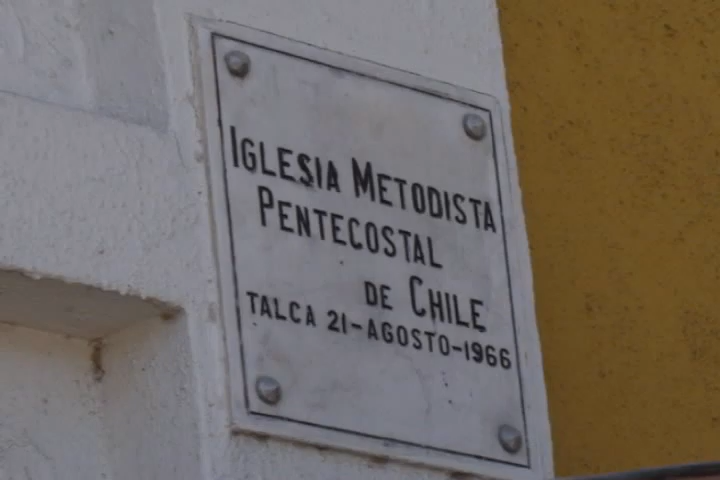 IGLESIA METODISTA
PENTECOSTAL
DE CHILE
TALCA 21-AGOSTO-1966